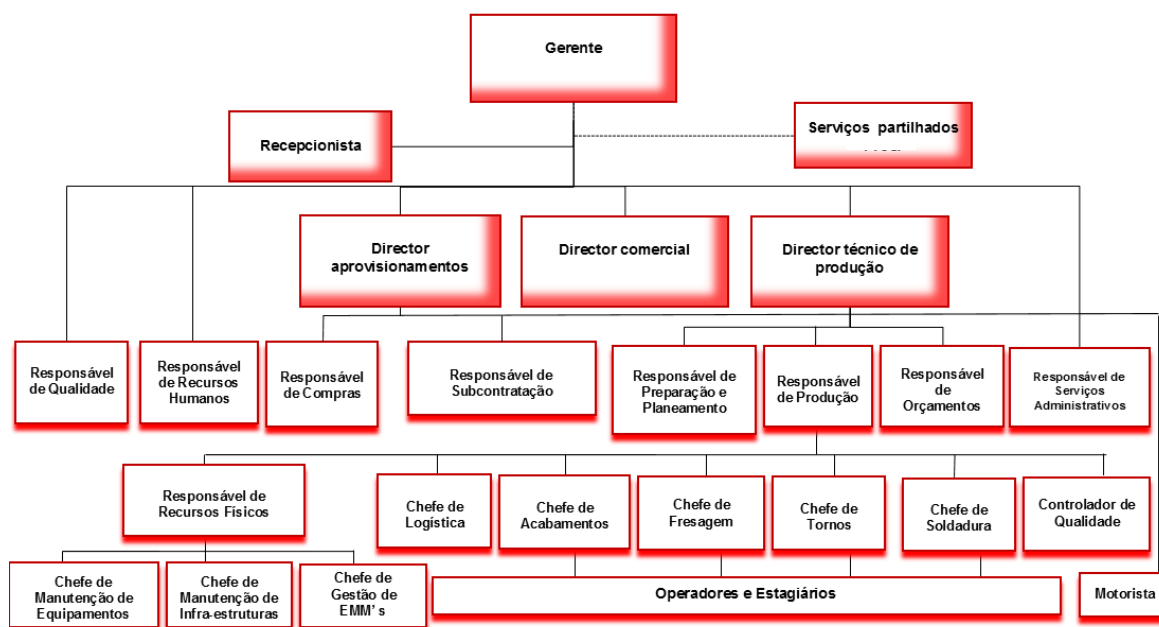 Gerente
Recepcionista
Serviços partilhados
Director
aprovisionamentos
Director comercial
Director técnico de
produção
Responsável
de Qualidade
Responsável
de Recursos
Humanos
Responsável
de Compras
Responsável de
Subcontratação
Responsável de
Preparação e
Planeamento
Responsável
de Produção
Responsável
de
Orçamentos
Responsável de
Serviços
Administrativos
Responsável de
Recursos Físicos
Chefe de
Logística
Chefe de
Acabamentos
Chefe de
Fresagem
Chefe de
Tornos
Chefe de
Soldadura
Controlador de
Qualidade
Chefe de
Manutenção de
Equipamentos
Chefe de
Manutenção de
Infra-estruturas
Chefe de
Gestão de
EMM's
Operadores e Estagiários
Motorista